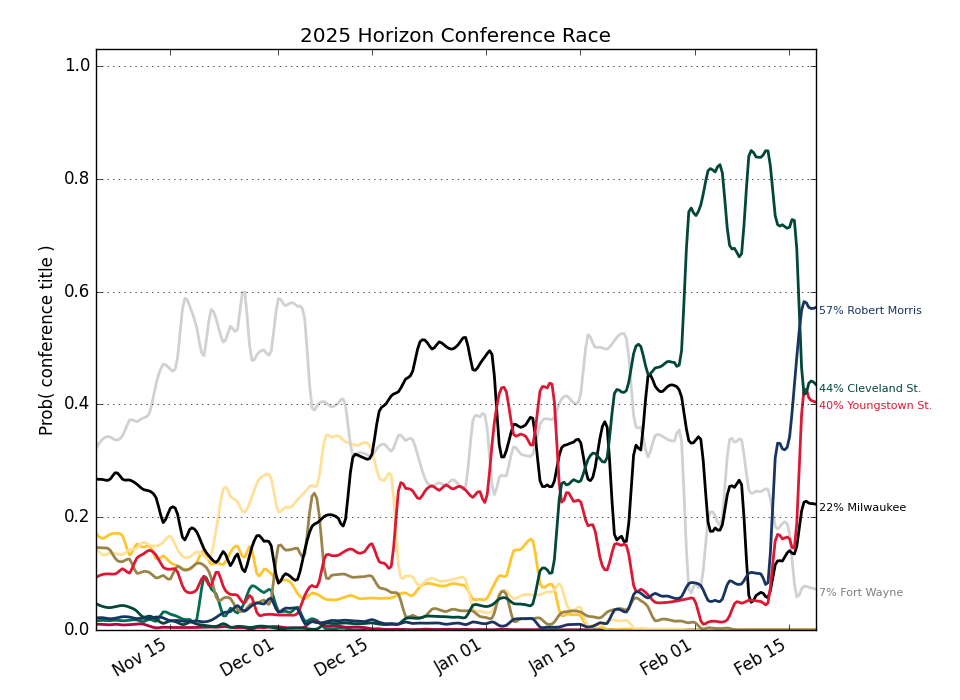 2025 Horizon Conference Race
Prob( conference title )
1.0
0.8
0.6
0.4
0.2
0.0
57% Robert Morris
44% Cleveland St.
40% Youngstown St.
22% Milwaukee
7% Fort Wayne
Nov 15
Dec 01
Dec 15
Jan 01
Jan 15
Feb 01
Feb 15